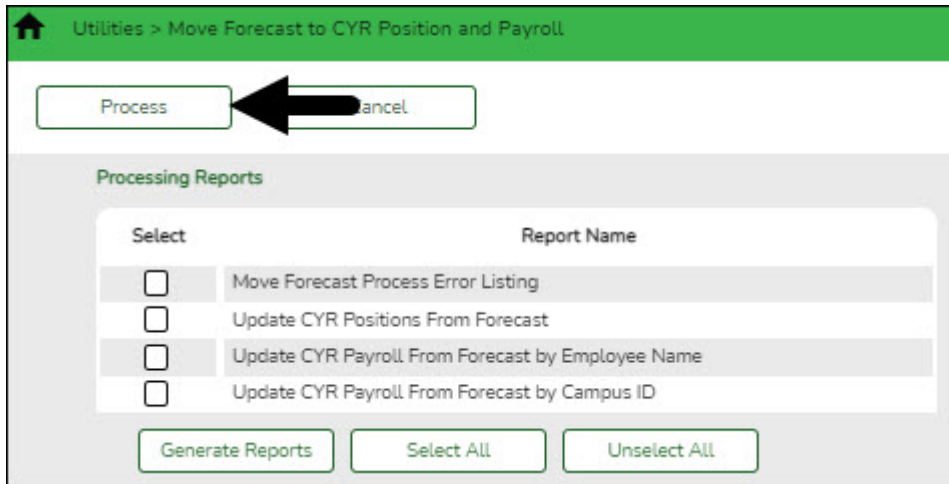 Utilities > Move Forecast to CYR Position and Payroll
Process ancel
Processing Reports
Select Report Name
Move Forecast Process Error Listing
Update CYR Positions From Forecast
Update CYR Payroll From Forecast by Employee Name
Update CYR Payroll From Forecast by Campus ID
Generate Reports Select All Unselect All